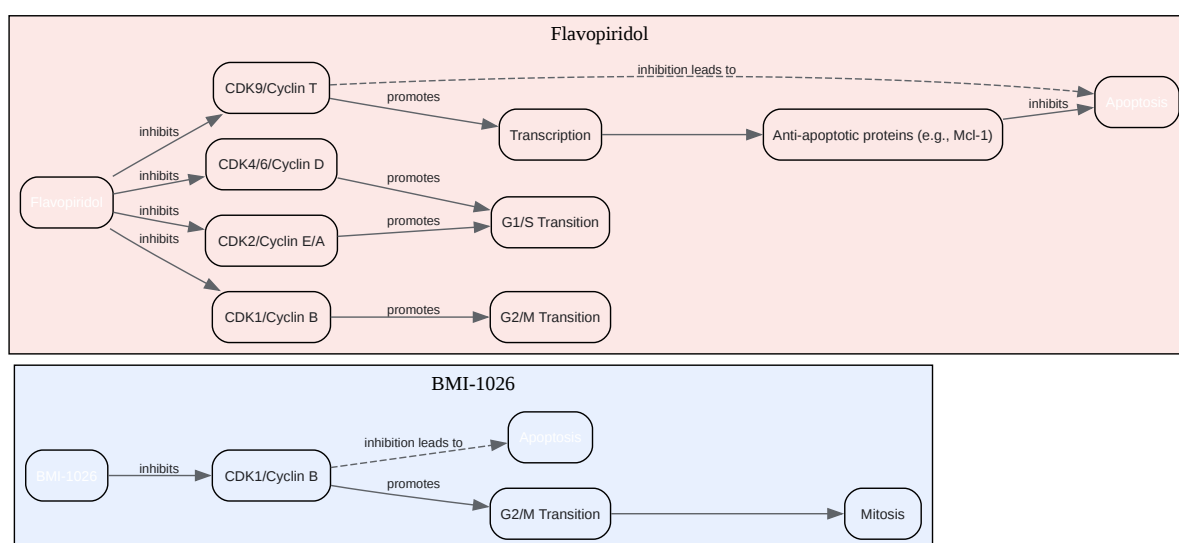 Flavopiridol
inhibition leads to
CDK9/Cyclin T
promotes
Apoptosis
inhibits
inhibits
Transcription
Anti-apoptotic proteins (e.g., Mcl-1)
CDK4/6/Cyclin D
promotes
inhibits
Flavopiridol
inhibits
promotes
G1/S Transition
CDK2/Cyclin E/A
inhibits
promotes
CDK1/Cyclin B
G2/M Transition
BMI-1026
Apoptosis
inhibition leads to
inhibits
BMI-1026
CDK1/Cyclin B
promotes
G2/M Transition
Mitosis